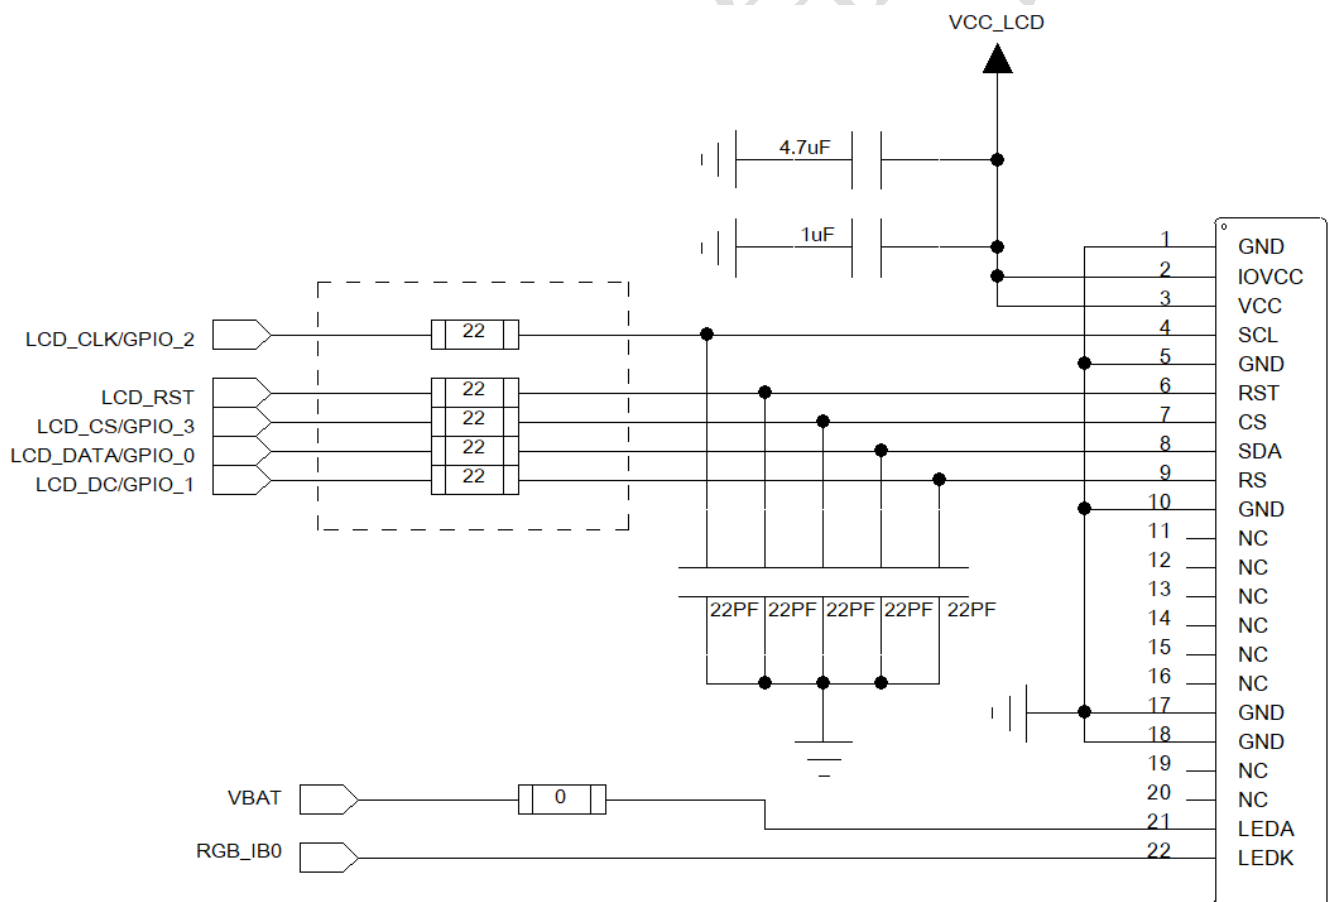 VCC_LCD
4.7uF
1uF
1 GND
2 IOVCC
3 VCC
LCD_CLK/GPIO_2 22 4 SCL
5 GND
LCD_RST 22 6 RST
LCD_CS/GPIO_3 22 7 CS
LCD_DATA/GPIO_0 22 8 SDA
LCD_DC/GPIO_1 22 9 RS
10 GND
11 NC
12 NC
13 NC
22PF 22PF 22PF 22PF 22PF
14 NC
15 NC
16 NC
17 GND
18 GND
19 NC
VBAT 0 20 NC
21 LEDA
RGB_IB0 22 LEDK